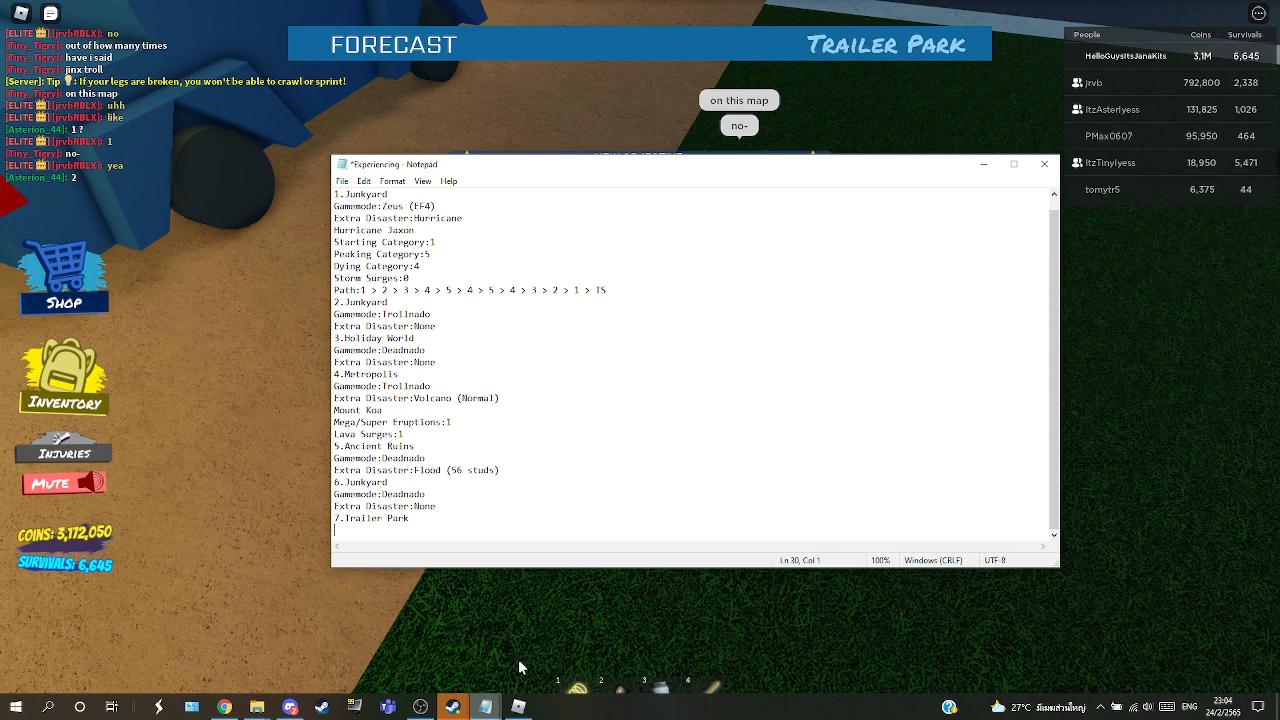 [ELITE 💼][jrvbRBLX]: no
[Tiny_Tigry]: out of how many times
[Tiny_Tigry]: have i said
[Tiny_Tigry]: jinx troll
[Server]: Tip 💡: If your legs are broken, you won't be able to crawl or sprint!
[Tiny_Tigry]: on this map
[ELITE 💼][jrvbRBLX]: uhh
[ELITE 💼][jrvbRBLX]: like
[Asterion_44]: 1 ?
[ELITE 💼][jrvbRBLX]: 1
[Tiny_Tigry]: no-
[ELITE 💼][jrvbRBLX]: yea
[Asterion_44]: 2
FORECAST
TRAILER PARK
People Coins Survivals
HelloGuysItsJanaKits 3.1M 6,645
Jrvb 792,800 2,338
ItzAsterlyess 13,825 1,026
PMax0607 95,950 464
ItzTinyIyess 18,950 5,471
tomytr5 6,375 414
on this map
no-
*Experiencing - Notepad
File Edit Format View Help
1.Junkyard
Gamemode:Zeus (EF4)
Extra Disaster:Hurricane
Hurricane Jaxon
Starting Category:1
Peaking Category:5
Dying Category:4
Storm Surges:0
Path:1 > 2 > 3 > 4 > 5 > 4 > 5 > 4 > 3 > 2 > 1 > TS
2.Junkyard
Gamemode:Trollnado
Extra Disaster:None
3.Holiday World
Gamemode:Deadnado
Extra Disaster:None
4.Metropolis
Gamemode:Trollnado
Extra Disaster:Volcano (Normal)
Mount Koa
Mega/Super Eruptions:1
Lava Surges:1
5.Ancient Ruins
Gamemode:Deadnado
Extra Disaster:Flood (56 studs)
6.Junkyard
Gamemode:Deadnado
Extra Disaster:None
7.Trailer Park
Ln 30, Col 1 100% Windows (CRLF) UTF-8
SHOP
INVENTORY
INJURIES
MUTE
COINS: 3,172,050
SURVIVALS: 6,645
1 2 3 4
27°C
23:04
24/2/2565